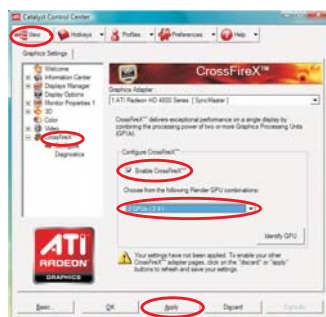 Catalyst Control Center
View Hotkeys Profiles Preferences Help
Graphics Settings
Welcome
Information Center
Displays Manager
Display Options
Monitor Properties 1
3D
Color
Video
CrossFireX
Diagnostics
CrossFireX™
Graphics Adapter:
1.ATI Radeon HD 4800 Series [ SyncMaster ]
CrossFireX™ delivers exceptional performance on a single display by
combining the processing power of two or more Graphics Processing Units
(GPUs).
Configure CrossFireX™
Enable CrossFireX™
Choose from the following Render GPU combinations:
Identify GPU
ATI
RADEON
GRAPHICS
Your settings have not been applied. To enable your other
CrossFireX™ adapter pages, click on the "discard" or "apply"
buttons to refresh and save your settings.
Basic... OK Apply Discard